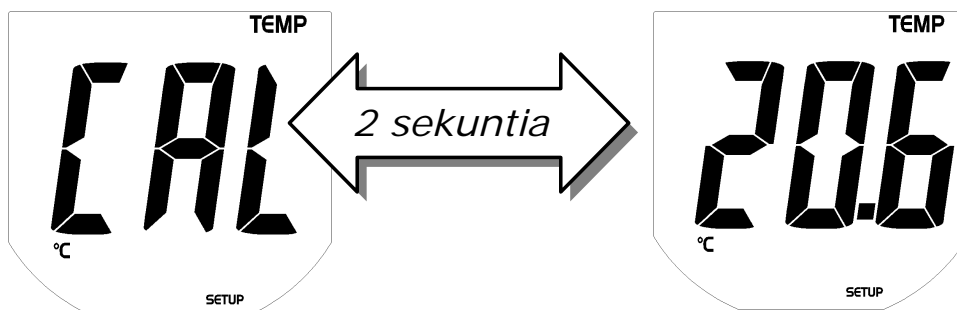 TEMP
CAL
°C
SETUP
2 sekuntia
TEMP
20.6
°C
SETUP